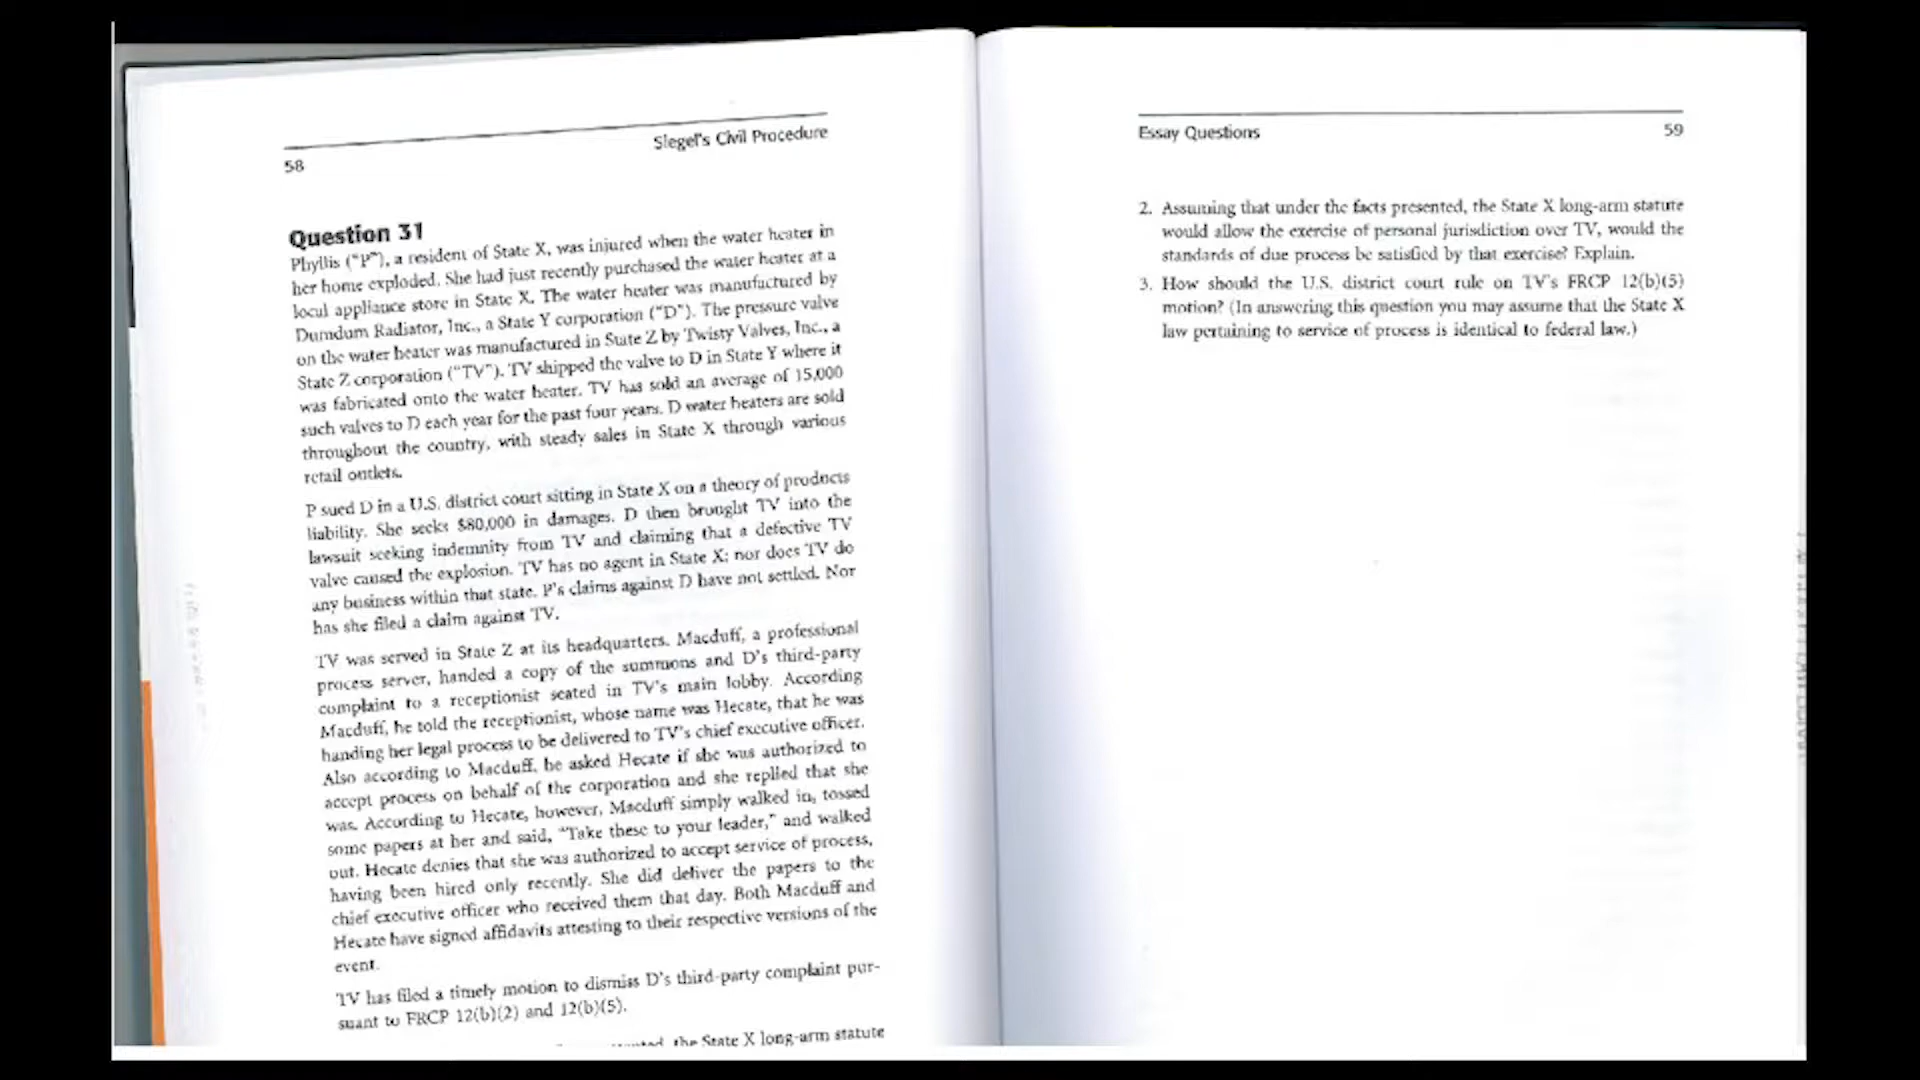 Siegel's Civil Procedure
58
Question 31
Phyllis ("P"), a resident of State X, was injured when the water heater in
her home exploded. She had just recently purchased the water heater at a
local appliance store in State X. The water heater was manufactured by
Dumdum Radiator, Inc., a State Y corporation ("D"). The pressure valve
on the water heater was manufactured in State Z by Twisty Valves, Inc., a
State Z corporation ("TV"). TV shipped the valve to D in State Y where it
was fabricated onto the water heater. TV has sold an average of 15,000
such valves to D each year for the past four years. D water heaters are sold
throughout the country, with steady sales in State X through various
retail outlets.
P sued D in a U.S. district court sitting in State X on a theory of products
liability. She seeks $80,000 in damages. D then brought TV into the
lawsuit seeking indemnity from TV and claiming that a defective TV
valve caused the explosion. TV has no agent in State X; nor does TV do
any business within that state. P's claims against D have not settled. Nor
has she filed a claim against TV.
TV was served in State Z at its headquarters. Macduff, a professional
process server, handed a copy of the summons and D's third-party
complaint to a receptionist seated in TV's main lobby. According
Macduff, he told the receptionist, whose name was Hecate, that he was
handing her legal process to be delivered to TV's chief executive officer.
Also according to Macduff, he asked Hecate if she was authorized to
accept process on behalf of the corporation and she replied that she
was. According to Hecate, however, Macduff simply walked in, tossed
some papers at her and said, "Take these to your leader," and walked
out. Hecate denies that she was authorized to accept service of process,
having been hired only recently. She did deliver the papers to the
chief executive officer who received them that day. Both Macduff and
Hecate have signed affidavits attesting to their respective versions of the
event.
TV has filed a timely motion to dismiss D's third-party complaint pur-
suant to FRCP 12(b)(2) and 12(b)(5).
the State X long-arm statute
Essay Questions 59
2. Assuming that under the facts presented, the State X long-arm statute
would allow the exercise of personal jurisdiction over TV, would the
standards of due process be satisfied by that exercise? Explain.
3. How should the U.S. district court rule on TV's FRCP 12(b)(5)
motion? (In answering this question you may assume that the State X
law pertaining to service of process is identical to federal law.)